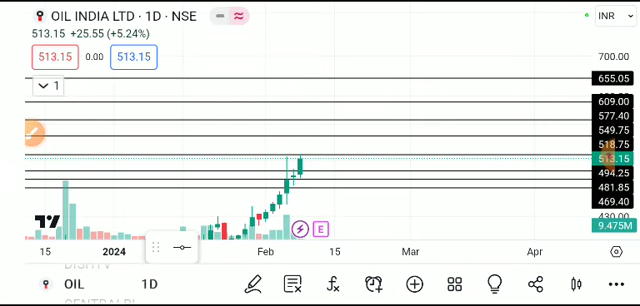 OIL INDIA LTD · 1D · NSE
INR
513.15 +25.55 (+5.24%)
513.15 0.00 513.15
1
700.00
655.05
609.00
577.40
549.75
518.75
513.15
494.25
481.85
469.40
430.00
9.475M
E
15 2024 Feb 15 Mar Apr
OIL 1D